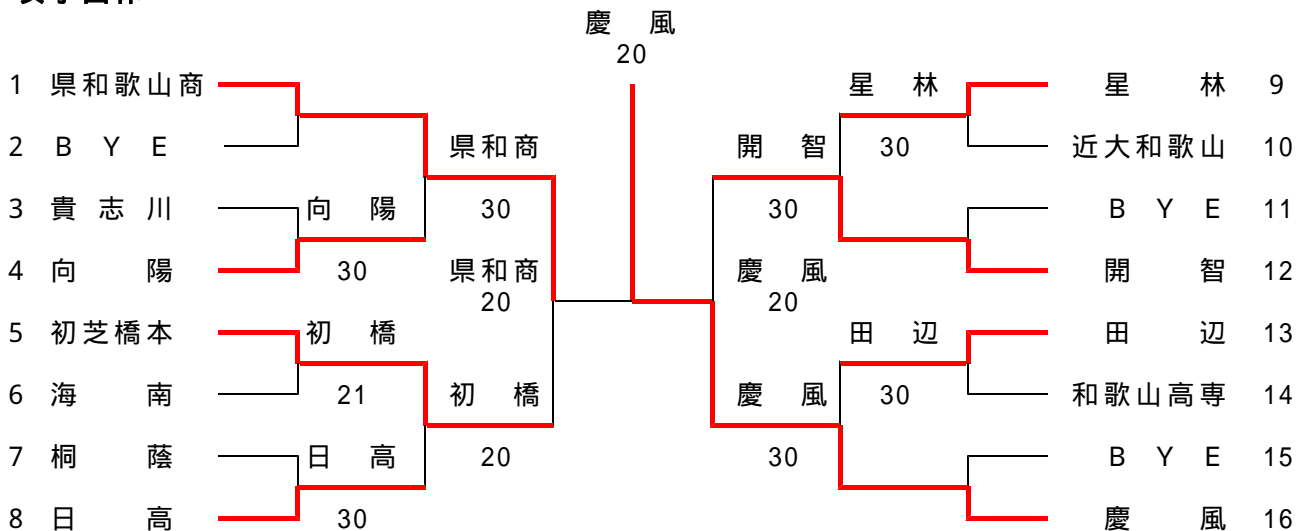 慶 風
20
1 県和歌山商
2 B Y E
3 貴志川
4 向 陽
5 初芝橋本
6 海 南
7 桐 蔭
8 日 高
向 陽
30
初 橋
21
日 高
30
県和商
30
県和商
20
初 橋
20
開 智
30
慶 風
20
慶 風
30
星 林
30
田 辺
30
星 林 9
近大和歌山 10
B Y E 11
開 智 12
田 辺 13
和歌山高専 14
B Y E 15
慶 風 16